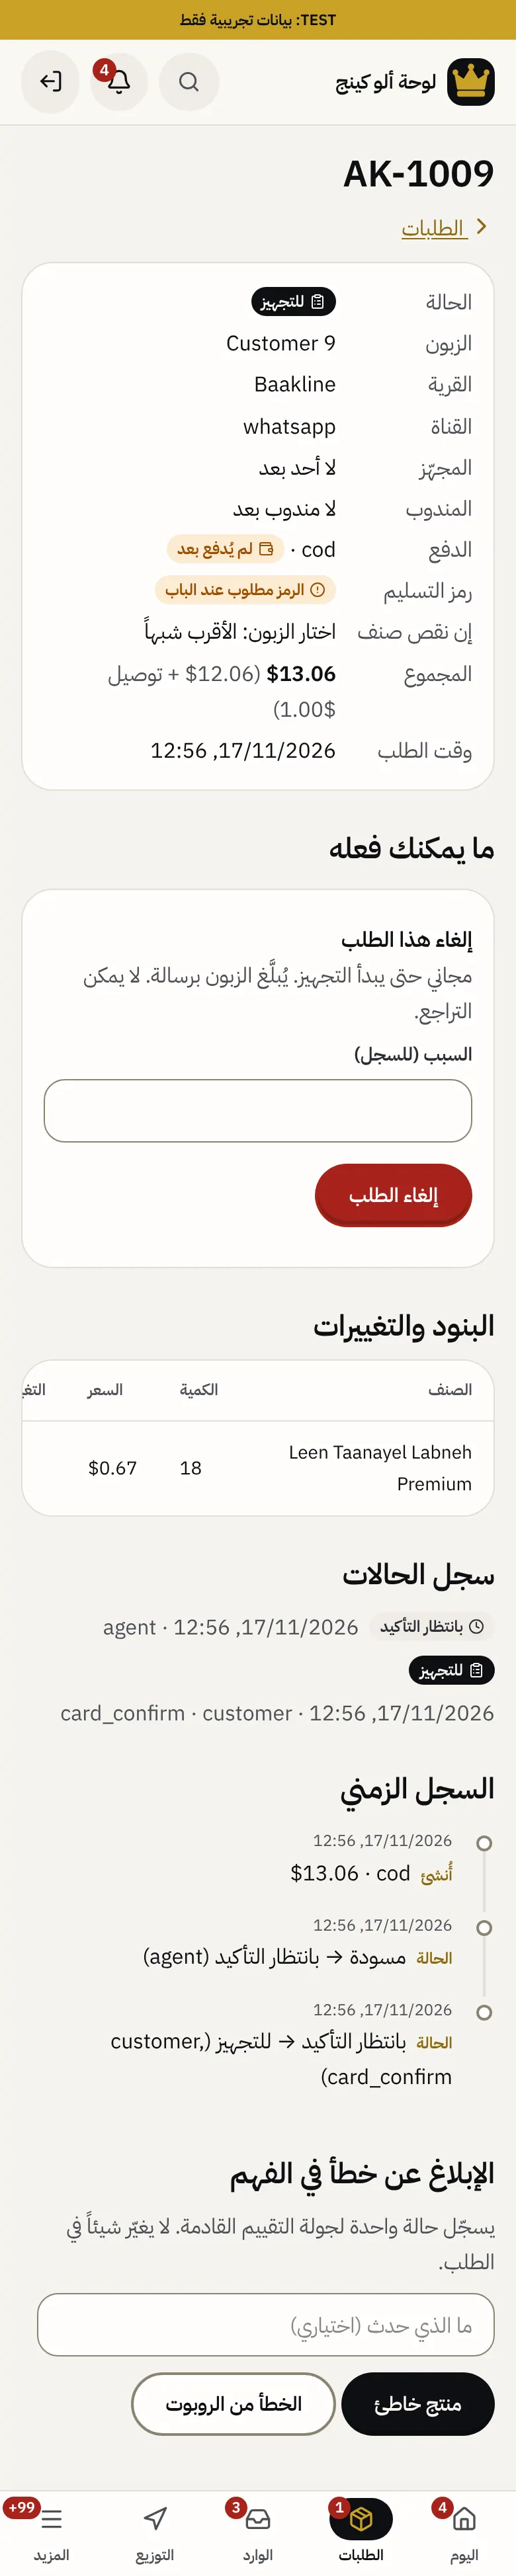 TEST: بيانات تجريبية فقط
لوحة ألو كينج
4
AK-1009
الطلبات
الحالة للتجهيز
الزبون Customer 9
القرية Baakline
القناة whatsapp
المجهّز لا أحد بعد
المندوب لا مندوب بعد
الدفع cod · لم يُدفع بعد
رمز التسليم الرمز مطلوب عند الباب
إن نقص صنف اختار الزبون: الأقرب شبهاً
المجموع $13.06 ($12.06 + توصيل
$1.00)
وقت الطلب 17/11/2026, 12:56
ما يمكنك فعله
إلغاء هذا الطلب
مجاني حتى يبدأ التجهيز. يُبلَّغ الزبون برسالة. لا يمكن
التراجع.
السبب (للسجل)
إلغاء الطلب
البنود والتغييرات
الصنف الكمية السعر
Leen Taanayel Labneh
Premium
18 $0.67
سجل الحالات
بانتظار التأكيد 17/11/2026, 12:56 · agent
للتجهيز
17/11/2026, 12:56 · customer · card_confirm
السجل الزمني
17/11/2026, 12:56
أُنشئ $13.06 · cod
17/11/2026, 12:56
الحالة مسودة → بانتظار التأكيد (agent)
17/11/2026, 12:56
الحالة بانتظار التأكيد → للتجهيز (customer,
card_confirm)
الإبلاغ عن خطأ في الفهم
يسجّل حالة واحدة لجولة التقييم القادمة. لا يغيّر شيئاً في
الطلب.
ما الذي حدث (اختياري)
منتج خاطئ الخطأ من الروبوت
4 1 3 99+
اليوم الطلبات الوارد التوزيع المزيد